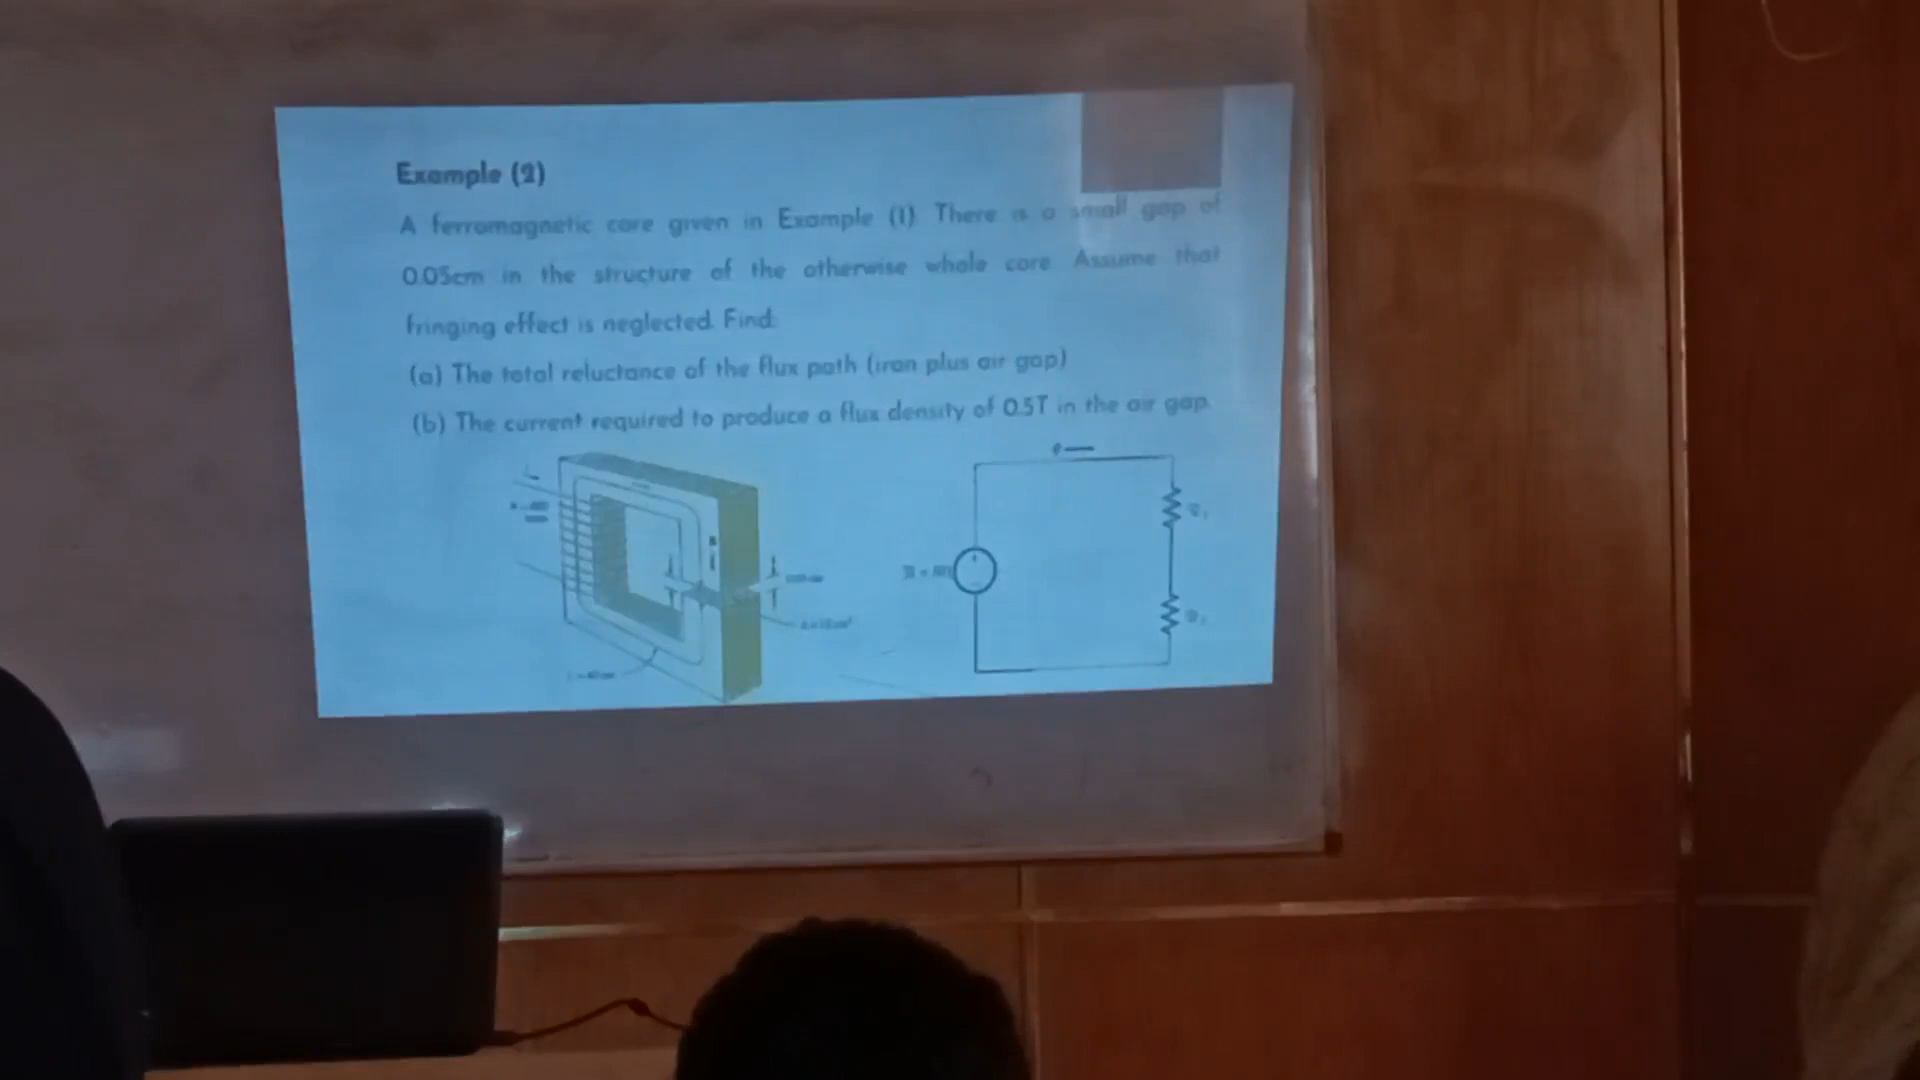 Example (2)
A ferromagnetic core given in Example (1). There is a small gap of
0.05cm in the structure of the otherwise whole core. Assume that
fringing effect is neglected. Find:
(a) The total reluctance of the flux path (iron plus air gap)
(b) The current required to produce a flux density of 0.5T in the air gap.